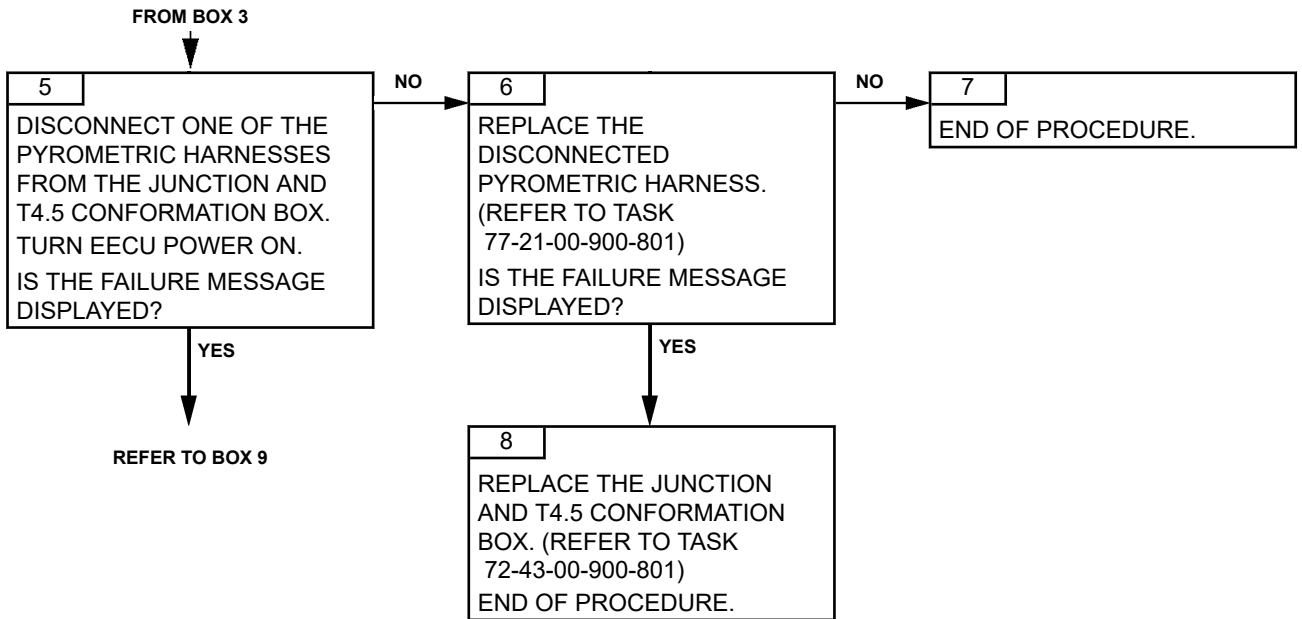 FROM BOX 3
5
DISCONNECT ONE OF THE
PYROMETRIC HARNESSES
FROM THE JUNCTION AND
T4.5 CONFORMATION BOX.
TURN EECU POWER ON.
IS THE FAILURE MESSAGE
DISPLAYED?
NO
6
REPLACE THE
DISCONNECTED
PYROMETRIC HARNESS.
(REFER TO TASK
77-21-00-900-801)
IS THE FAILURE MESSAGE
DISPLAYED?
NO
7
END OF PROCEDURE.
YES
REFER TO BOX 9
YES
8
REPLACE THE JUNCTION
AND T4.5 CONFORMATION
BOX. (REFER TO TASK
72-43-00-900-801)
END OF PROCEDURE.